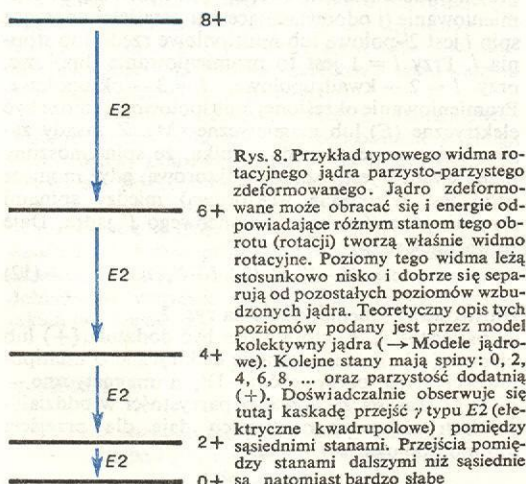 8+
E2
6+
E2
4+
E2
2+
E2
0+
Rys. 8. Przykład typowego widma ro-
tacyjnego jądra parzysto-parzystego
zdeformowanego. Jądro zdeformo-
wane może obracać się i energie od-
powiadające różnym stanom tego ob-
rotu (rotacji) tworzą właśnie widmo
rotacyjne. Poziomy tego widma leżą
stosunkowo nisko i dobrze się sepa-
rują od pozostałych poziomów wzbu-
dzonych jądra. Teoretyczny opis tych
poziomów podany jest przez model
kolektywny jądra (→ Modele jądro-
we). Kolejne stany mają spiny: 0, 2,
4, 6, 8, ... oraz parzystość dodatnią
(+). Doświadczalnie obserwuje się
tutaj kaskadę przejść γ typu E2 (ele-
ktryczne kwadrupolowe) pomiędzy
sąsiednimi stanami. Przejścia pomię-
dzy stanami dalszymi niż sąsiednie
są natomiast bardzo słabe